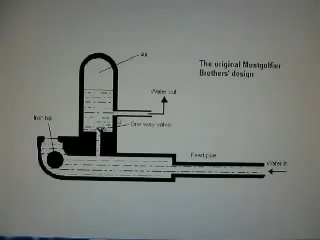 air
The original Montgolfier
Brothers' design
Water out
Iron ball
One way valve
Feed pipe
Water in